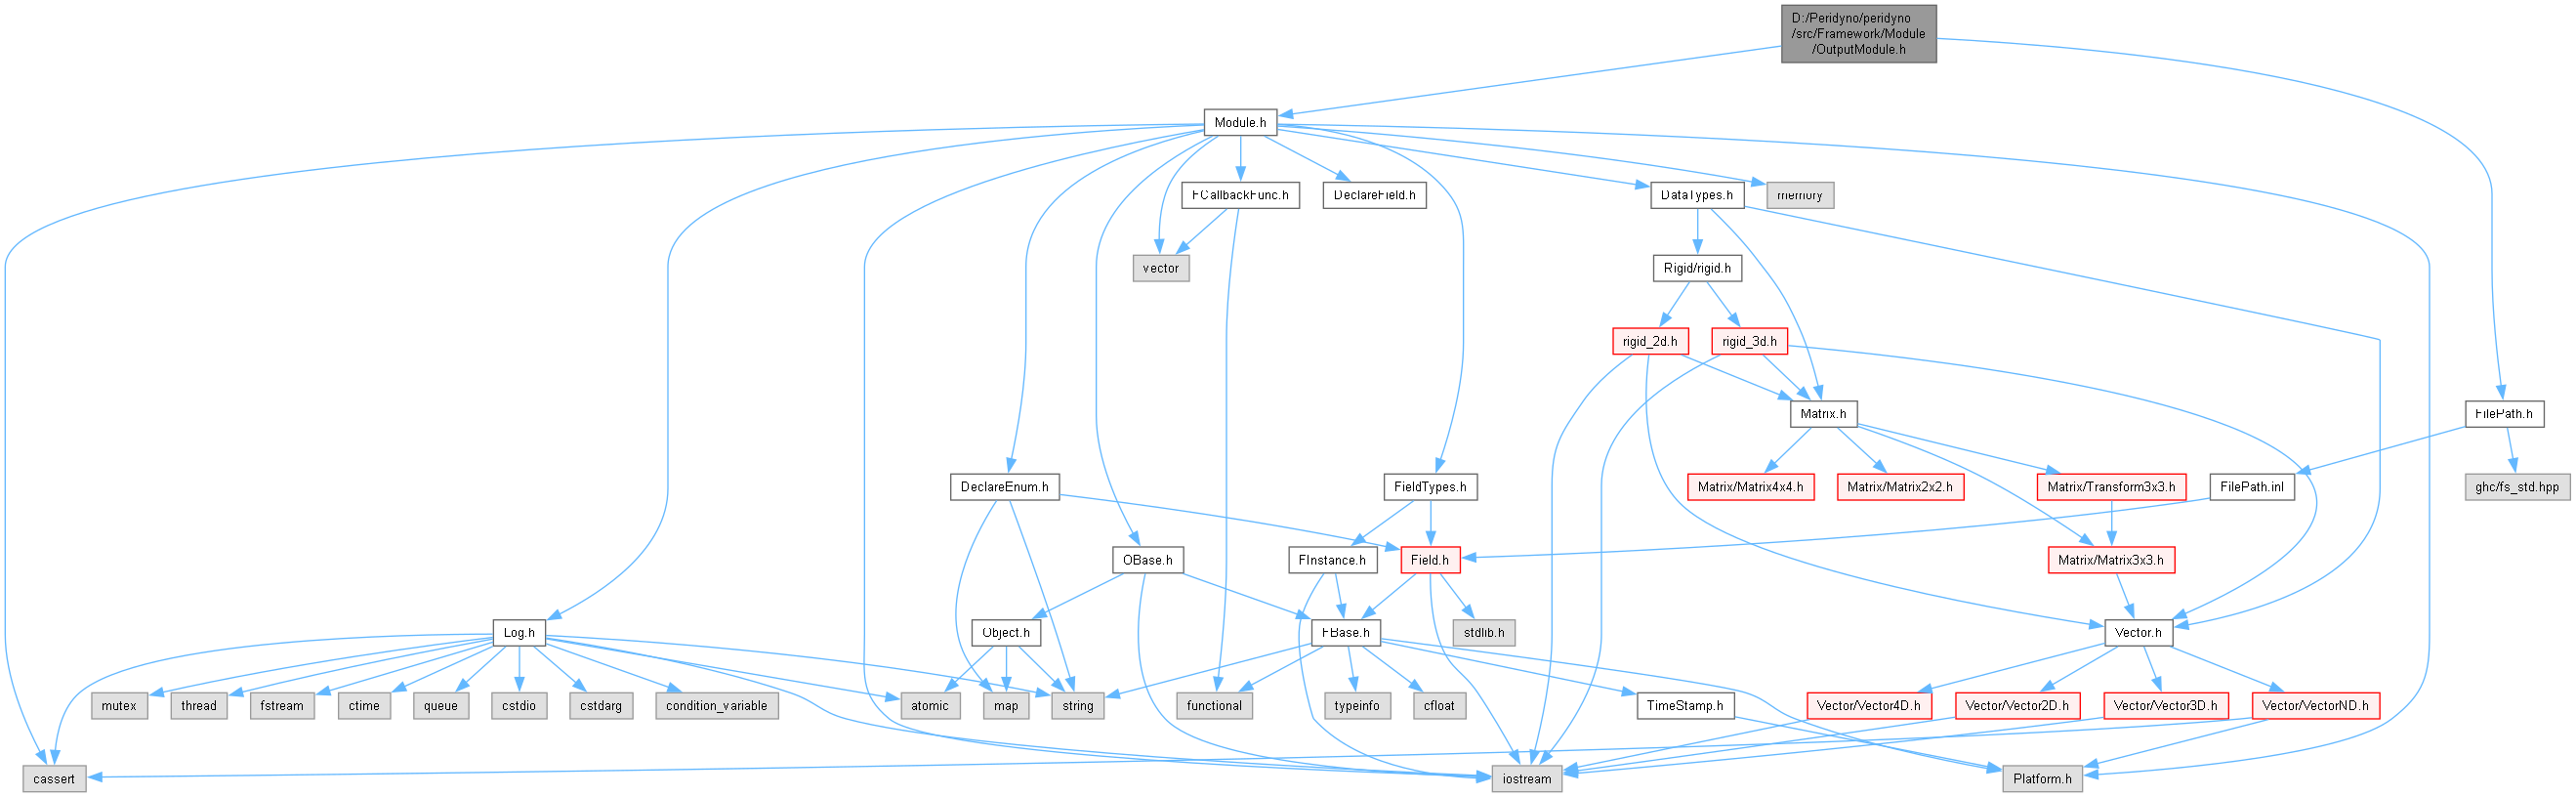 D:/Peridyno/peridyno
/src/Framework/Module
/OutputModule.h
Module.h
FCallbackFunc.h
DeclareField.h
DataTypes.h
memory
vector
Rigid/rigid.h
rigid_2d.h
rigid_3d.h
Matrix.h
FilePath.h
DeclareEnum.h
FieldTypes.h
Matrix/Matrix4x4.h
Matrix/Matrix2x2.h
Matrix/Transform3x3.h
FilePath.inl
ghc/fs_std.hpp
OBase.h
FInstance.h
Field.h
Matrix/Matrix3x3.h
Log.h
Object.h
FBase.h
stdlib.h
Vector.h
mutex
thread
fstream
ctime
queue
cstdio
cstdarg
condition_variable
atomic
map
string
functional
typeinfo
cfloat
TimeStamp.h
Vector/Vector4D.h
Vector/Vector2D.h
Vector/Vector3D.h
Vector/VectorND.h
cassert
iostream
Platform.h